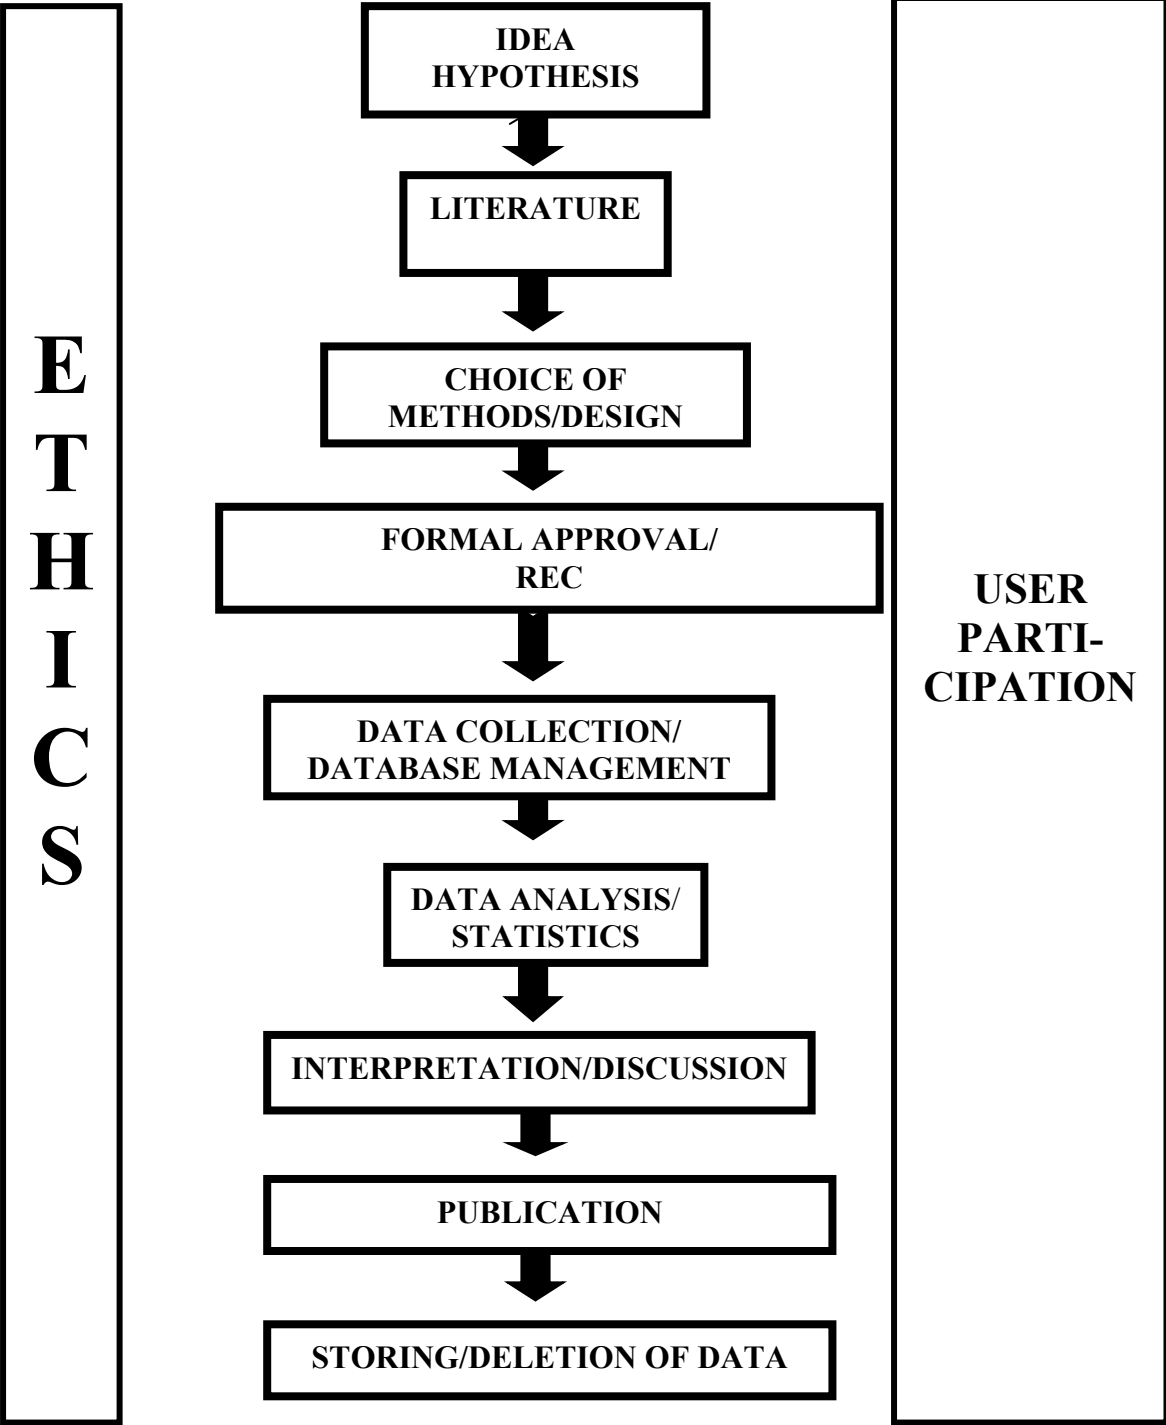 E
T
H
I
C
S
IDEA
HYPOTHESIS
LITERATURE
CHOICE OF
METHODS/DESIGN
FORMAL APPROVAL/
REC
DATA COLLECTION/
DATABASE MANAGEMENT
DATA ANALYSIS/
STATISTICS
INTERPRETATION/DISCUSSION
PUBLICATION
STORING/DELETION OF DATA
USER
PARTI-
CIPATION